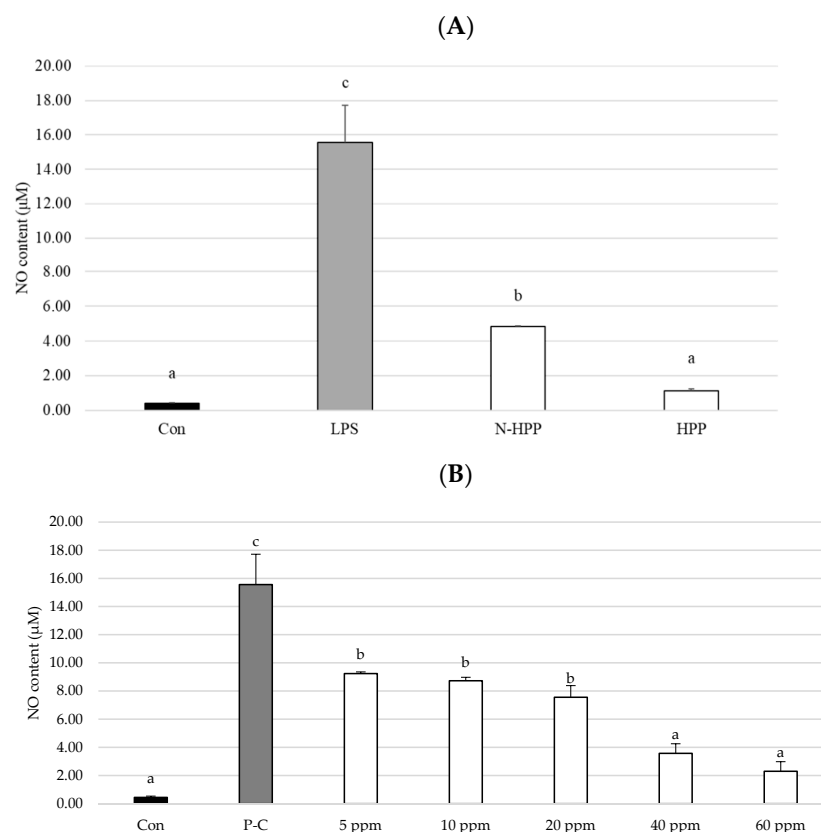 (A)
20.00
c
18.00
16.00
14.00
12.00
10.00
8.00
NO content (µM)
6.00
b
4.00
2.00
a
a
0.00
Con LPS N-HPP HPP
(B)
20.00
c
18.00
16.00
14.00
12.00
NO content (µM)
b
b
10.00
b
8.00
6.00
a
4.00
a
2.00
a
0.00
Con P-C 5 ppm 10 ppm 20 ppm 40 ppm 60 ppm